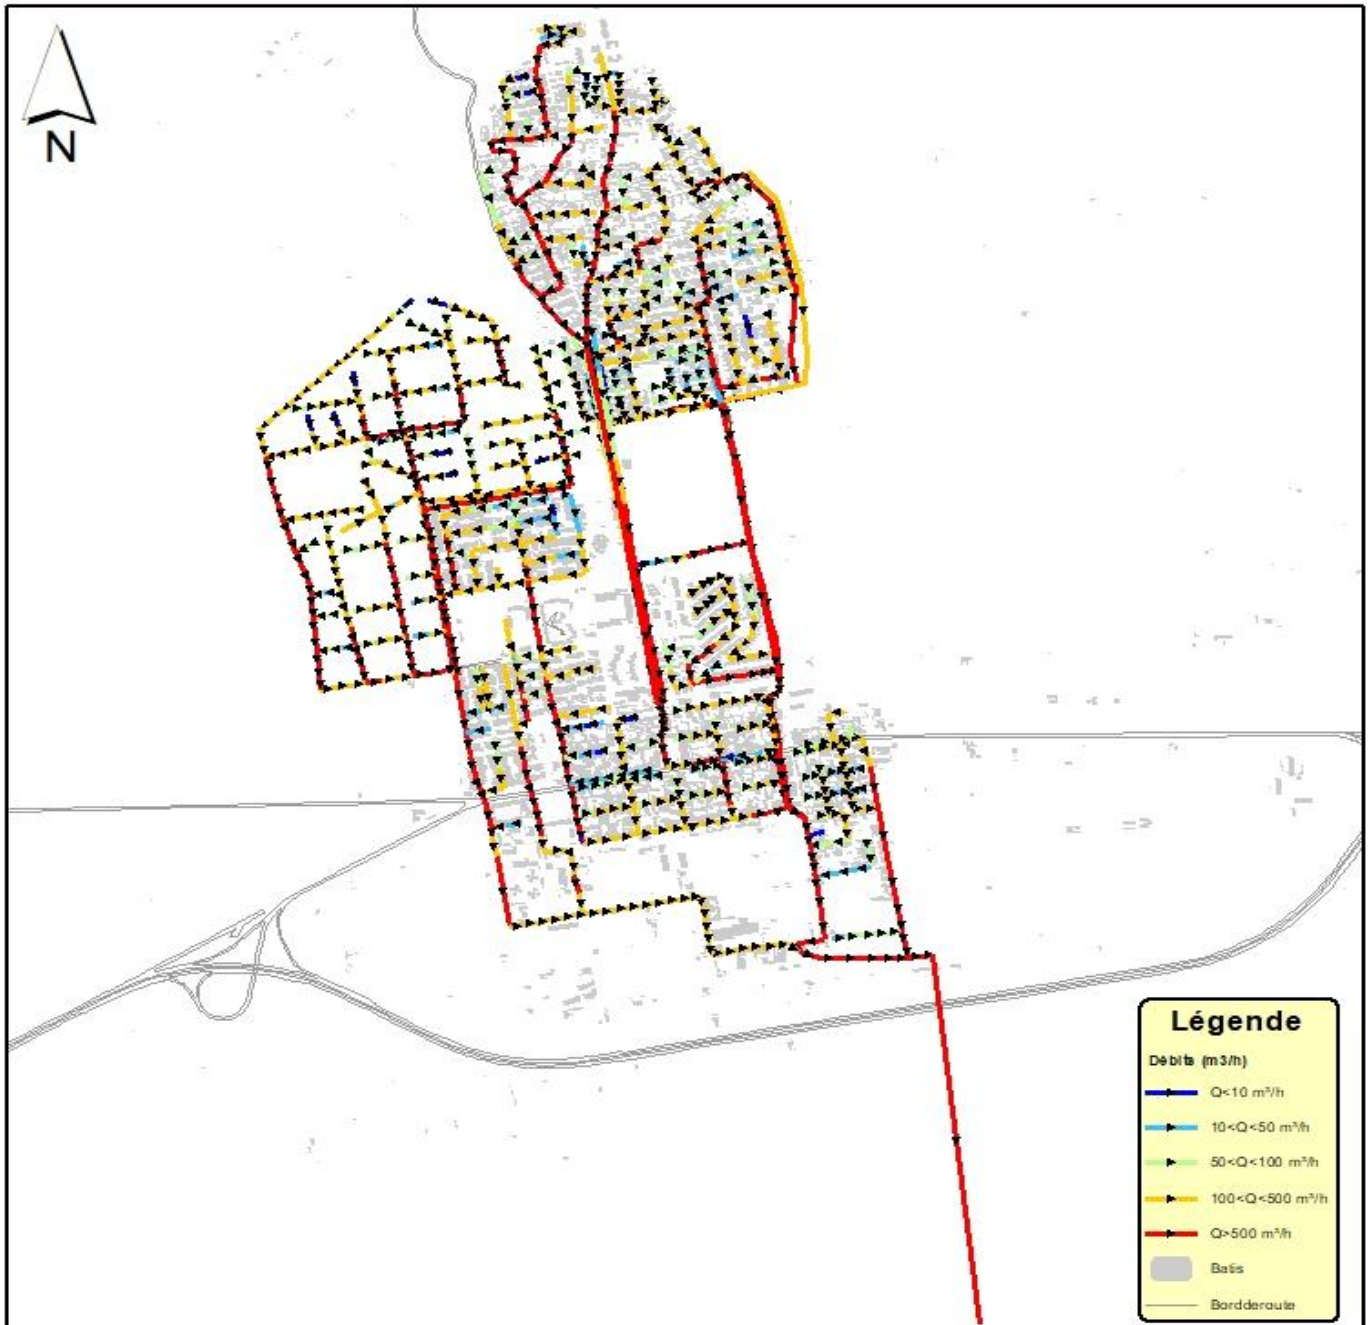 N
Légende
Débits (m3/h)
Q<10 m³/h
10<Q<50 m³/h
50<Q<100 m³/h
100<Q<500 m³/h
Q>500 m³/h
Batis
Bordderoute